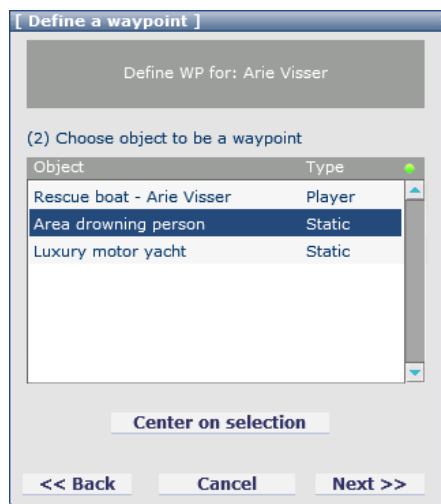 [ Define a waypoint ]
Define WP for: Arie Visser
(2) Choose object to be a waypoint
Object Type
Rescue boat - Arie Visser Player
Area drowning person Static
Luxury motor yacht Static
Center on selection
<< Back Cancel Next >>